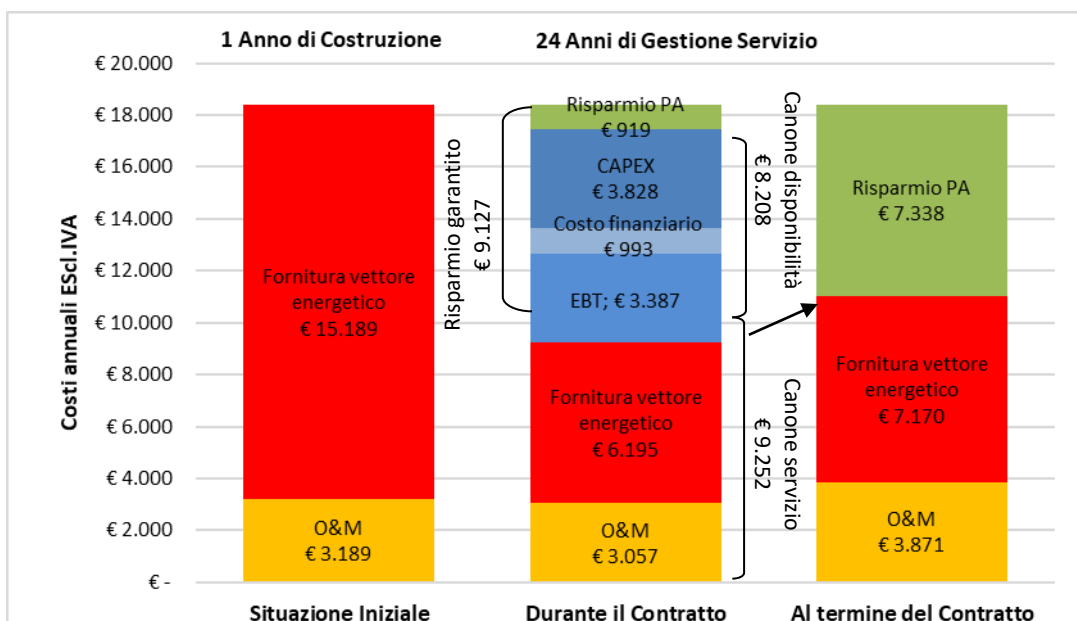 1 Anno di Costruzione
24 Anni di Gestione Servizio
Costi annuali EScl.IVA
€ 20.000
€ 18.000
€ 16.000
€ 14.000
€ 12.000
€ 10.000
€ 8.000
€ 6.000
€ 4.000
€ 2.000
€ -
Fornitura vettore
energetico
€ 15.189
O&M
€ 3.189
Risparmio garantito
€ 9.127
Risparmio PA
€ 919
CAPEX
€ 3.828
Costo finanziario
€ 993
EBT; € 3.387
Fornitura vettore
energetico
€ 6.195
O&M
€ 3.057
Canone disponibilità
€ 8.208
Canone servizio
€ 9.252
Risparmio PA
€ 7.338
Fornitura vettore
energetico
€ 7.170
O&M
€ 3.871
Situazione Iniziale
Durante il Contratto
Al termine del Contratto